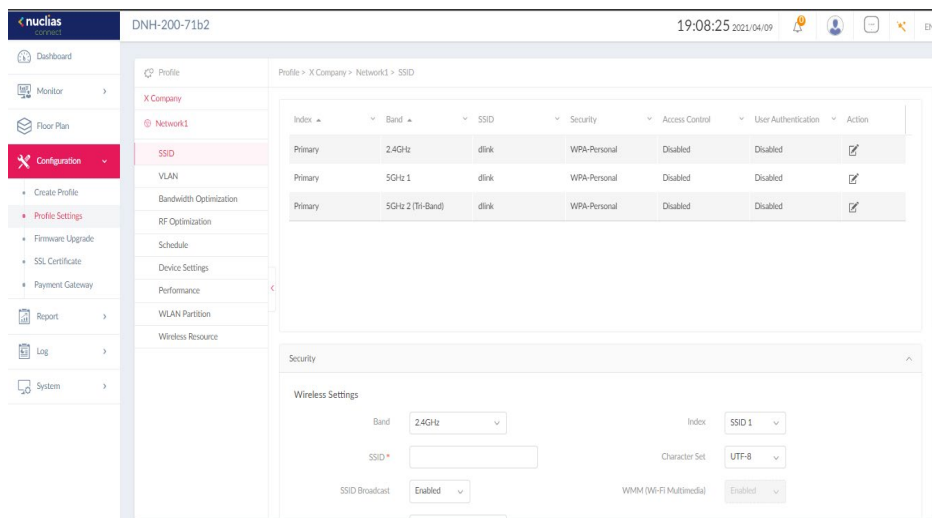 nuclias
connect
DNH-200-71b2
19:08:25 2021/04/09
EN
Dashboard
Monitor
Floor Plan
Configuration
Create Profile
Profile Settings
Firmware Upgrade
SSL Certificate
Payment Gateway
Report
Log
System
Profile
X Company
Network1
SSID
VLAN
Bandwidth Optimization
RF Optimization
Schedule
Device Settings
Performance
WLAN Partition
Wireless Resource
Profile > X Company > Network1 > SSID
Index Band SSID Security Access Control User Authentication Action
Primary 2.4GHz dlink WPA-Personal Disabled Disabled
Primary 5GHz 1 dlink WPA-Personal Disabled Disabled
Primary 5GHz 2 (Tri-Band) dlink WPA-Personal Disabled Disabled
Security
Wireless Settings
Band 2.4GHz Index SSID 1
SSID * Character Set UTF-8
SSID Broadcast Enabled WMM (Wi-Fi Multimedia) Enabled